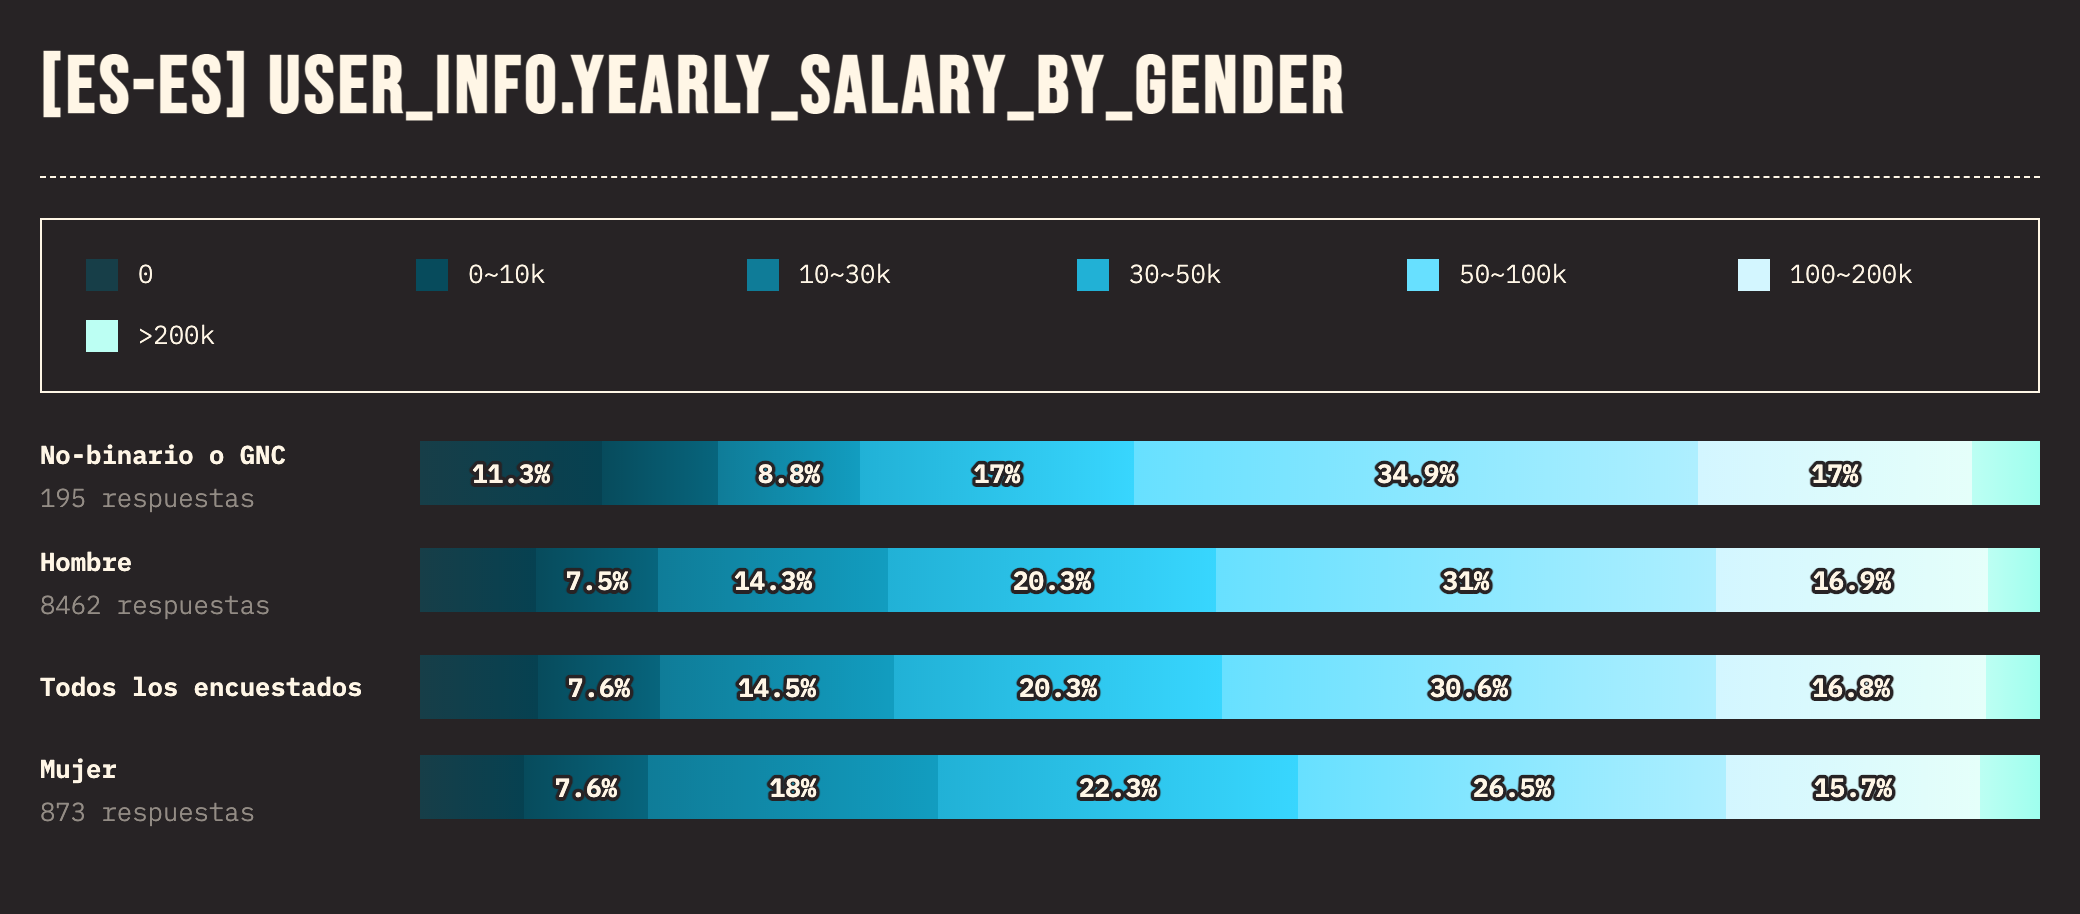 [ES-ES] USER_INFO.YEARLY_SALARY_BY_GENDER
0 0~10k 10~30k 30~50k 50~100k 100~200k
>200k
No-binario o GNC
195 respuestas
11.3% 8.8% 17% 34.9% 17%
Hombre
8462 respuestas
7.5% 14.3% 20.3% 31% 16.9%
Todos los encuestados
7.6% 14.5% 20.3% 30.6% 16.8%
Mujer
873 respuestas
7.6% 18% 22.3% 26.5% 15.7%